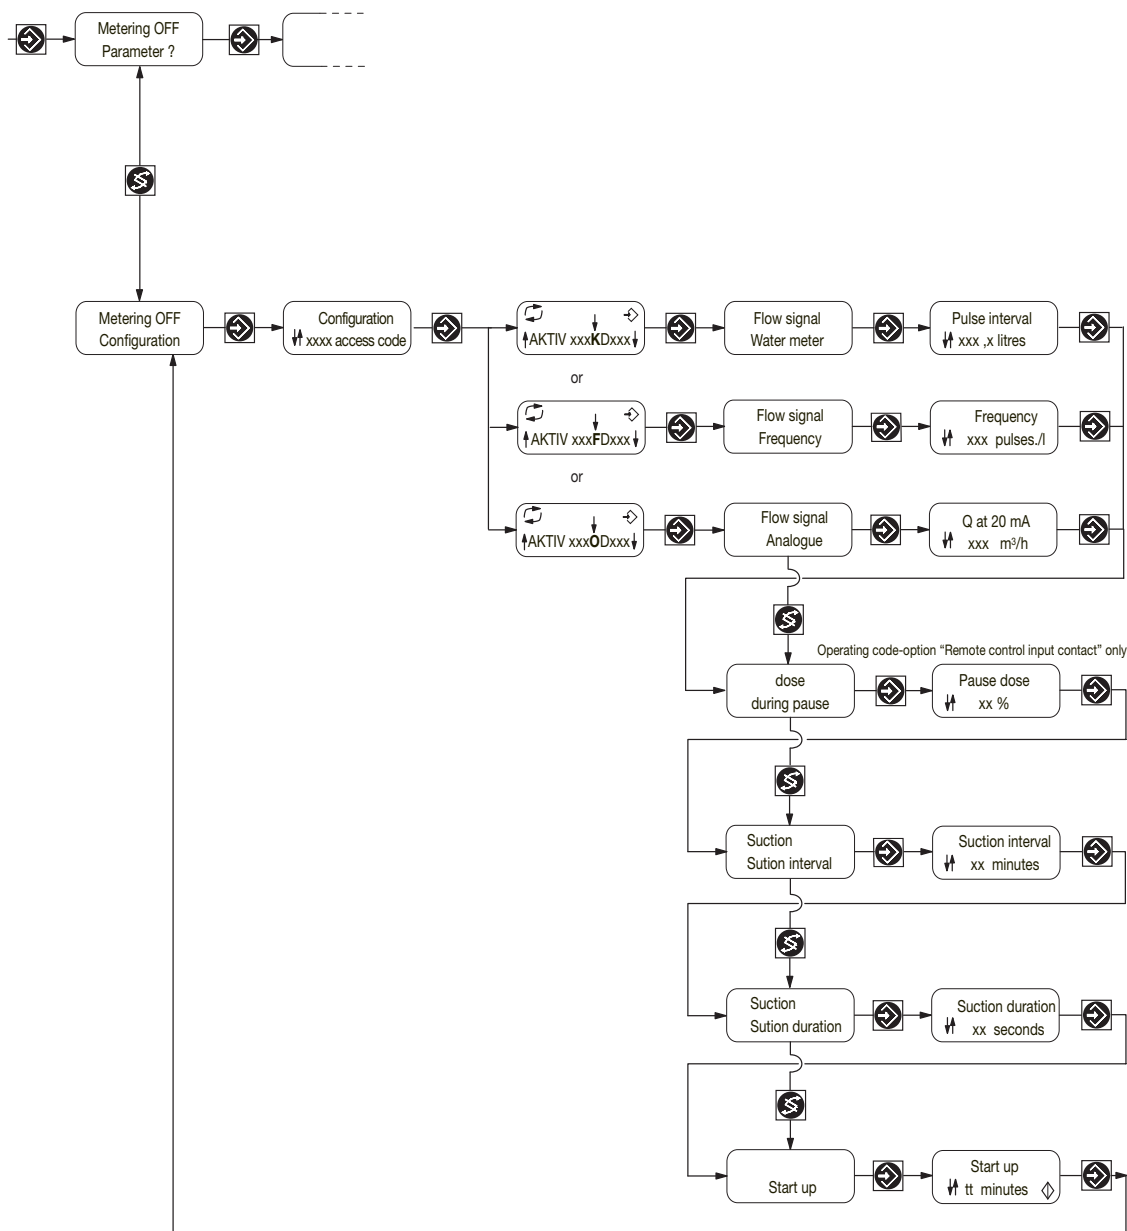 Metering OFF
Parameter ?
Metering OFF
Configuration
Configuration
xxxx access code
AKTIV xxxKDxxx
Flow signal
Water meter
Pulse interval
xxx ,x litres
or
AKTIV xxxFDxxx
Flow signal
Frequency
Frequency
xxx pulses./l
or
AKTIV xxxODxxx
Flow signal
Analogue
Q at 20 mA
xxx m³/h
Operating code-option “Remote control input contact” only
dose
during pause
Pause dose
xx %
Suction
Sution interval
Suction interval
xx minutes
Suction
Sution duration
Suction duration
xx seconds
Start up
Start up
tt minutes